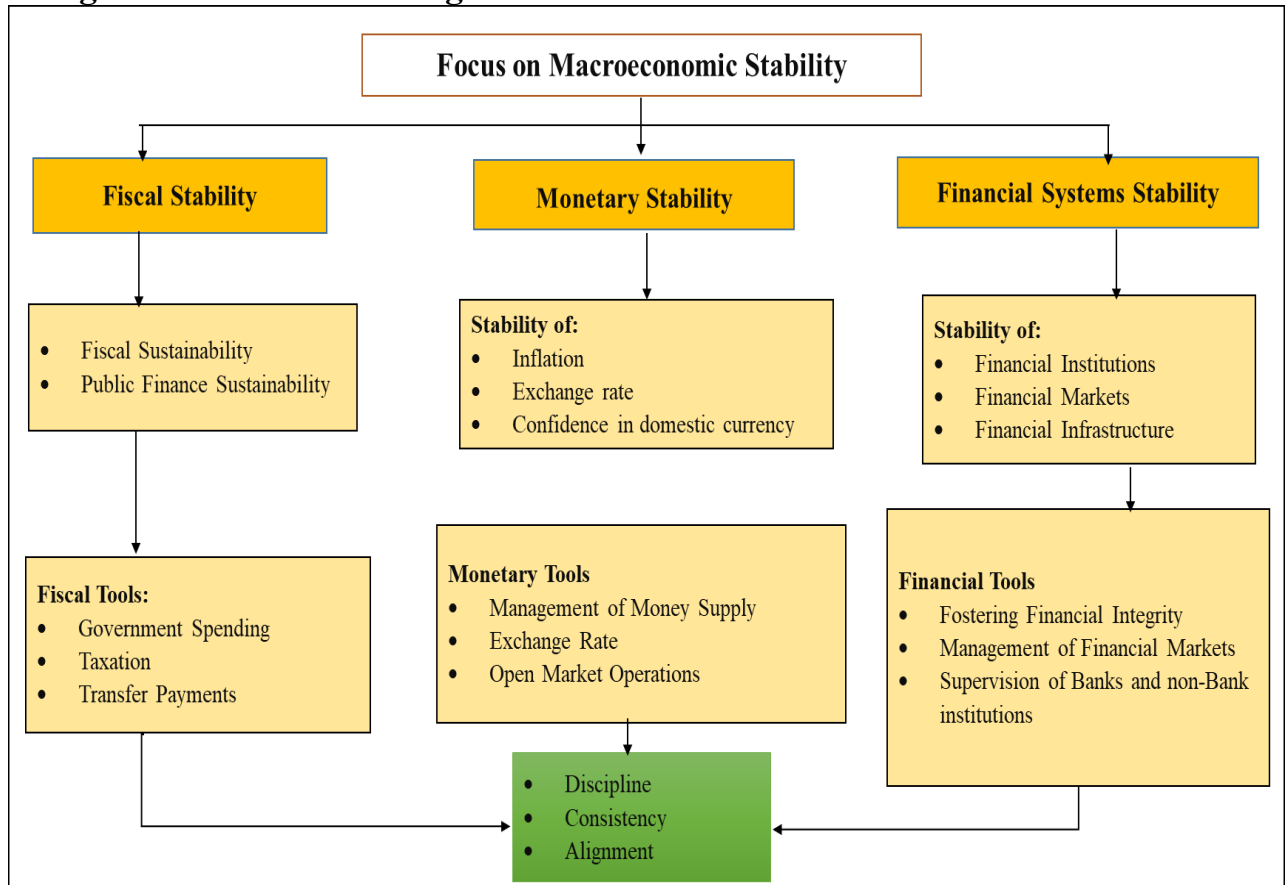 Focus on Macroeconomic Stability
Fiscal Stability
Monetary Stability
Financial Systems Stability
• Fiscal Sustainability
• Public Finance Sustainability
Stability of:
• Inflation
• Exchange rate
• Confidence in domestic currency
Stability of:
• Financial Institutions
• Financial Markets
• Financial Infrastructure
Fiscal Tools:
• Government Spending
• Taxation
• Transfer Payments
Monetary Tools
• Management of Money Supply
• Exchange Rate
• Open Market Operations
Financial Tools
• Fostering Financial Integrity
• Management of Financial Markets
• Supervision of Banks and non-Bank
institutions
• Discipline
• Consistency
• Alignment